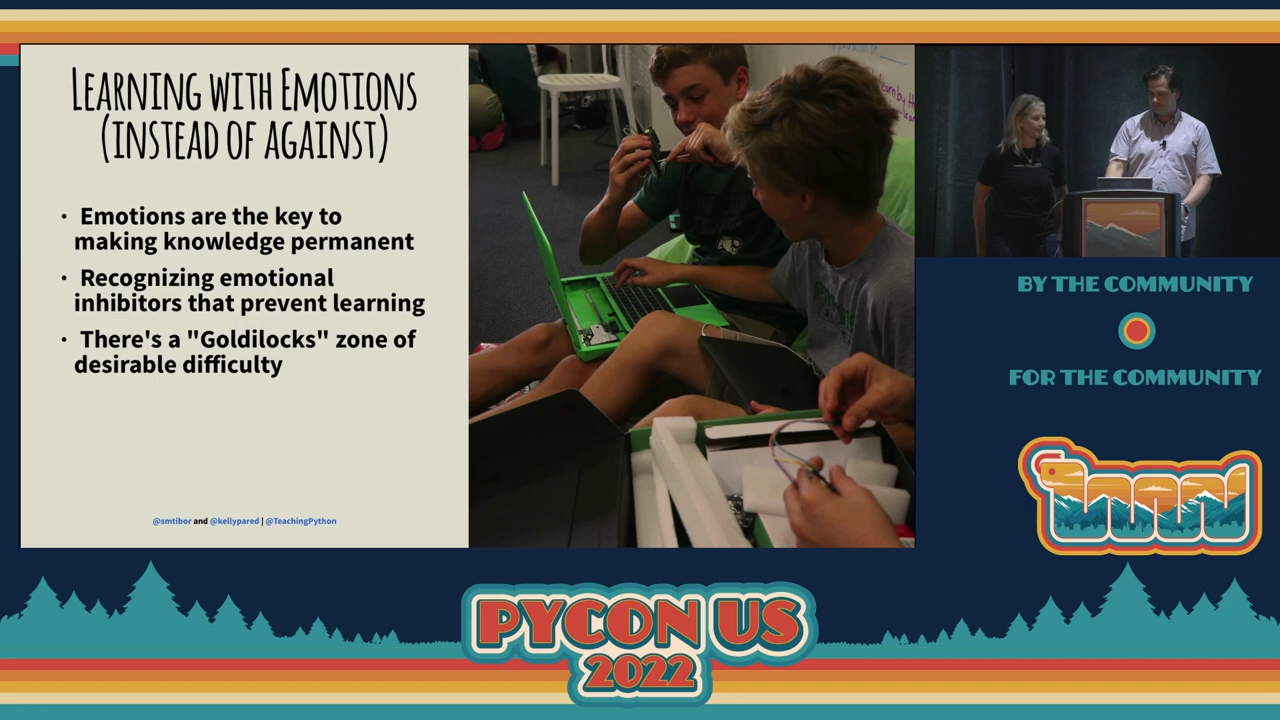 LEARNING WITH EMOTIONS
(INSTEAD OF AGAINST)
• Emotions are the key to
making knowledge permanent
• Recognizing emotional
inhibitors that prevent learning
• There's a "Goldilocks" zone of
desirable difficulty
@smtibor and @kellypared | @TeachingPython
BY THE COMMUNITY
FOR THE COMMUNITY
PYCON US
2022